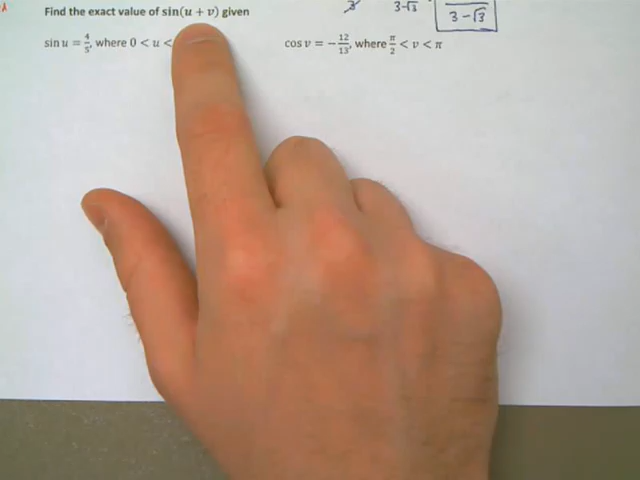 3 3-√3 3-√3
Find the exact value of sin(u + v) given
sin u = 4/5, where 0 < u < cos v = −12/13, where π/2 < v < π